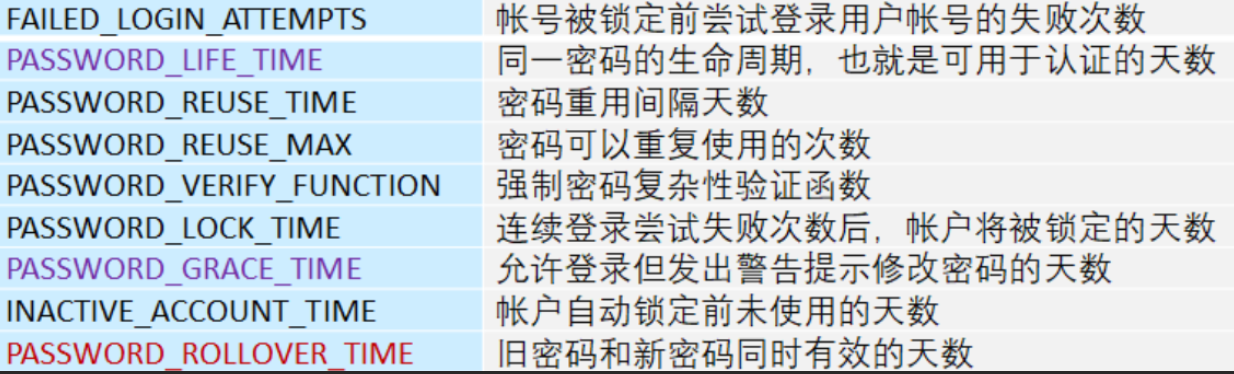 FAILED_LOGIN_ATTEMPTS 帐号被锁定前尝试登录用户帐号的失败次数
PASSWORD_LIFE_TIME 同一密码的生命周期，也就是可用于认证的天数
PASSWORD_REUSE_TIME 密码重用间隔天数
PASSWORD_REUSE_MAX 密码可以重复使用的次数
PASSWORD_VERIFY_FUNCTION 强制密码复杂性验证函数
PASSWORD_LOCK_TIME 连续登录尝试失败次数后，帐户将被锁定的天数
PASSWORD_GRACE_TIME 允许登录但发出警告提示修改密码的天数
INACTIVE_ACCOUNT_TIME 帐户自动锁定前未使用的天数
PASSWORD_ROLLOVER_TIME 旧密码和新密码同时有效的天数